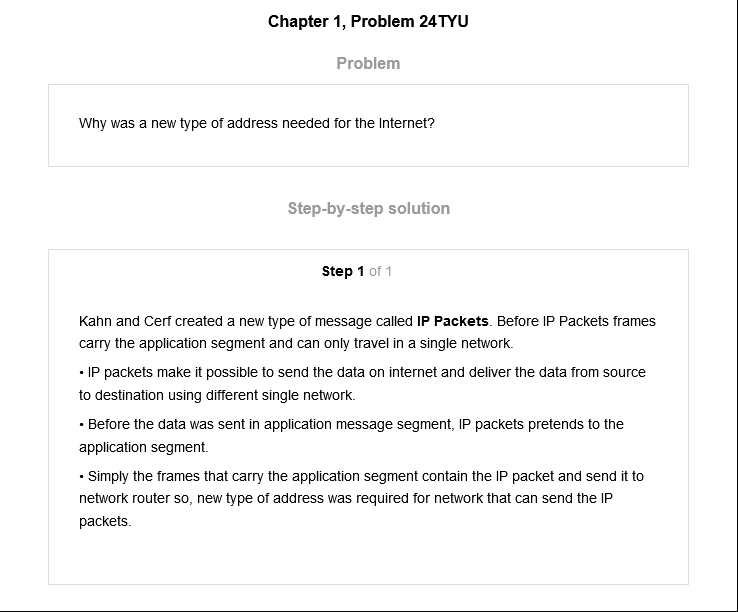 Chapter 1, Problem 24TYU
Problem
Why was a new type of address needed for the Internet?
Step-by-step solution
Step 1 of 1
Kahn and Cerf created a new type of message called IP Packets. Before IP Packets frames
carry the application segment and can only travel in a single network.
• IP packets make it possible to send the data on internet and deliver the data from source
to destination using different single network.
• Before the data was sent in application message segment, IP packets pretends to the
application segment.
• Simply the frames that carry the application segment contain the IP packet and send it to
network router so, new type of address was required for network that can send the IP
packets.